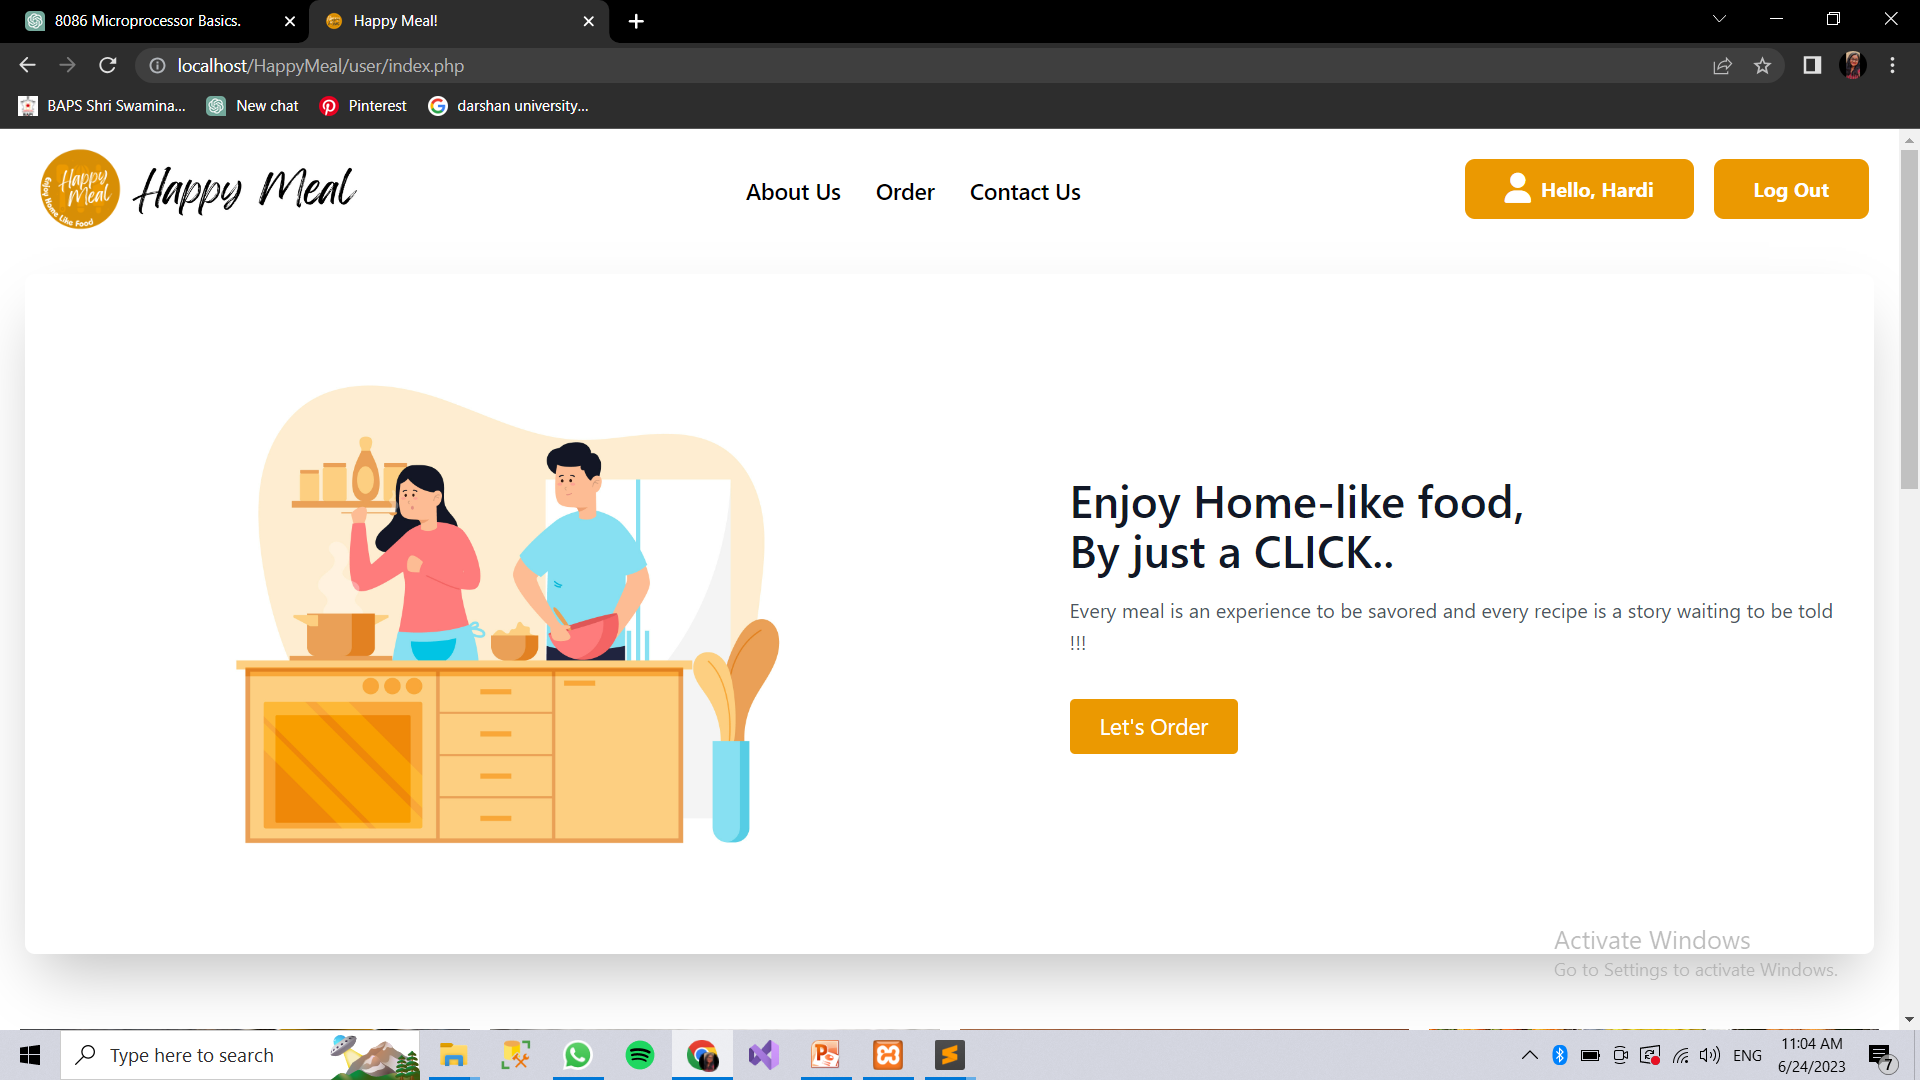 8086 Microprocessor Basics.
Happy Meal!
localhost/HappyMeal/user/index.php
BAPS Shri Swamina...
New chat
Pinterest
darshan university...
Happy Meal
Enjoy Home Like Food
Happy Meal
About Us
Order
Contact Us
Hello, Hardi
Log Out
Enjoy Home-like food,
By just a CLICK..
Every meal is an experience to be savored and every recipe is a story waiting to be told
!!!
Let's Order
Activate Windows
Go to Settings to activate Windows.
Type here to search
ENG
11:04 AM
6/24/2023
7